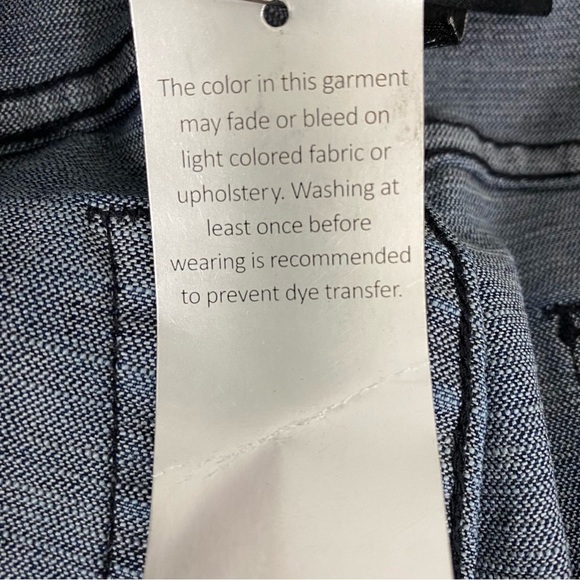 The color in this garment
may fade or bleed on
light colored fabric or
upholstery. Washing at
least once before
wearing is recommended
to prevent dye transfer.